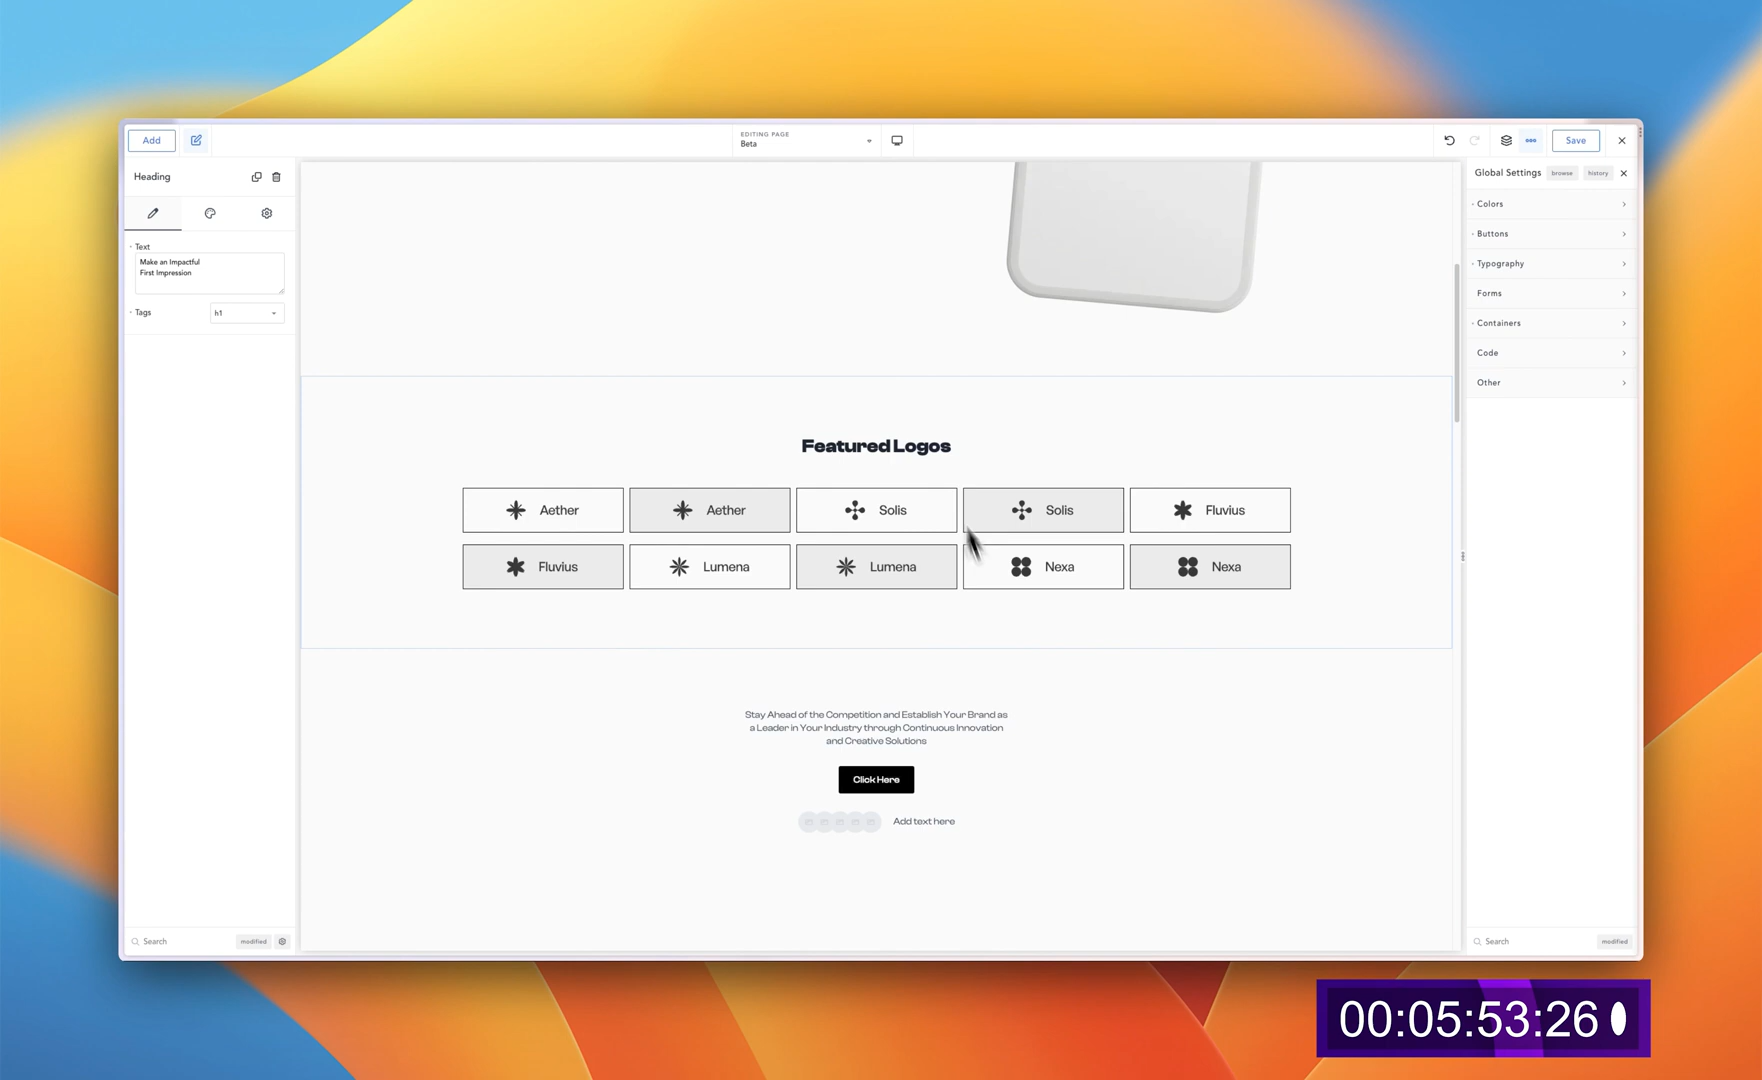 Add
EDITING PAGE
Beta
Save
Heading
Text
Make an Impactful
First Impression
Tags
h1
Search
modified
Featured Logos
Aether
Aether
Solis
Solis
Fluvius
Fluvius
Lumena
Lumena
Nexa
Nexa
Stay Ahead of the Competition and Establish Your Brand as
a Leader in Your Industry through Continuous Innovation
and Creative Solutions
Click Here
Add text here
Global Settings
browse
history
Colors
Buttons
Typography
Forms
Containers
Code
Other
Search
modified
00:05:53:26